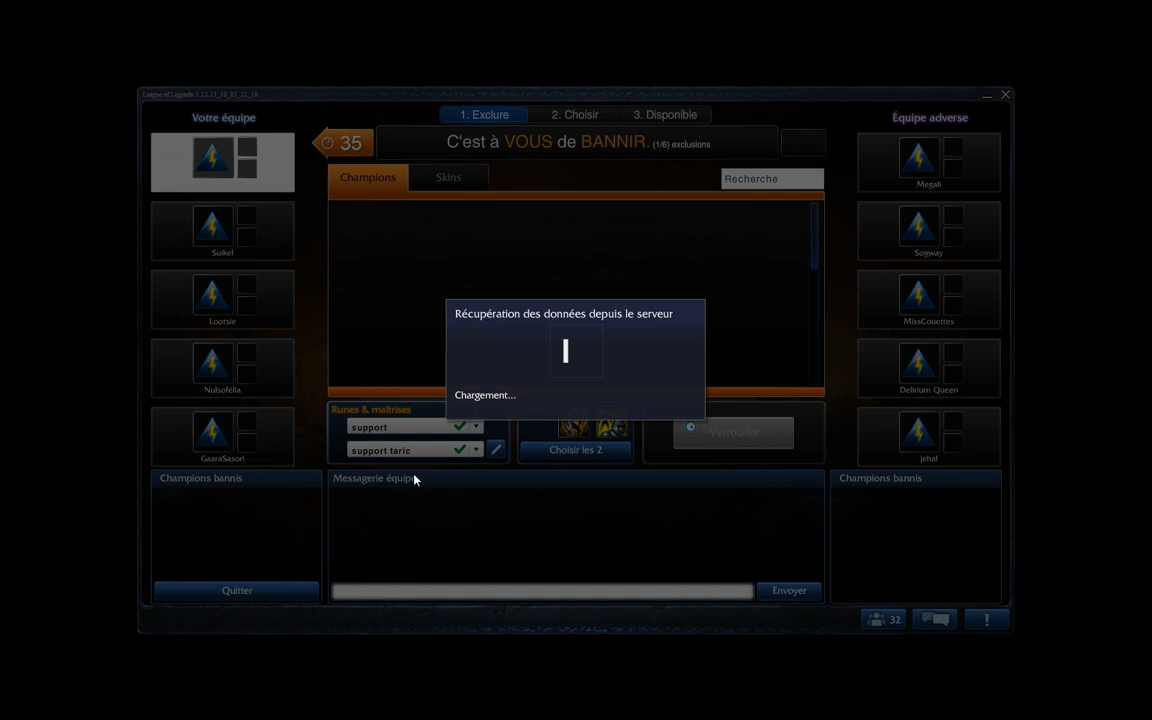 League of Legends 3.12.13_10_03_21_18
Votre équipe
1. Exclure
2. Choisir
3. Disponible
Équipe adverse
35
C'est à VOUS de BANNIR. (1/6) exclusions
Champions
Skins
Recherche
Megali
Suikel
Sogway
Lootsie
MissCouettes
Nulsofélia
Delirium Queen
GaaraSasori
jehal
Récupération des données depuis le serveur
Chargement...
Runes & maîtrises
support
support taric
Choisir les 2
Verrouiller
Champions bannis
Messagerie équipe
Champions bannis
Quitter
Envoyer
32
!